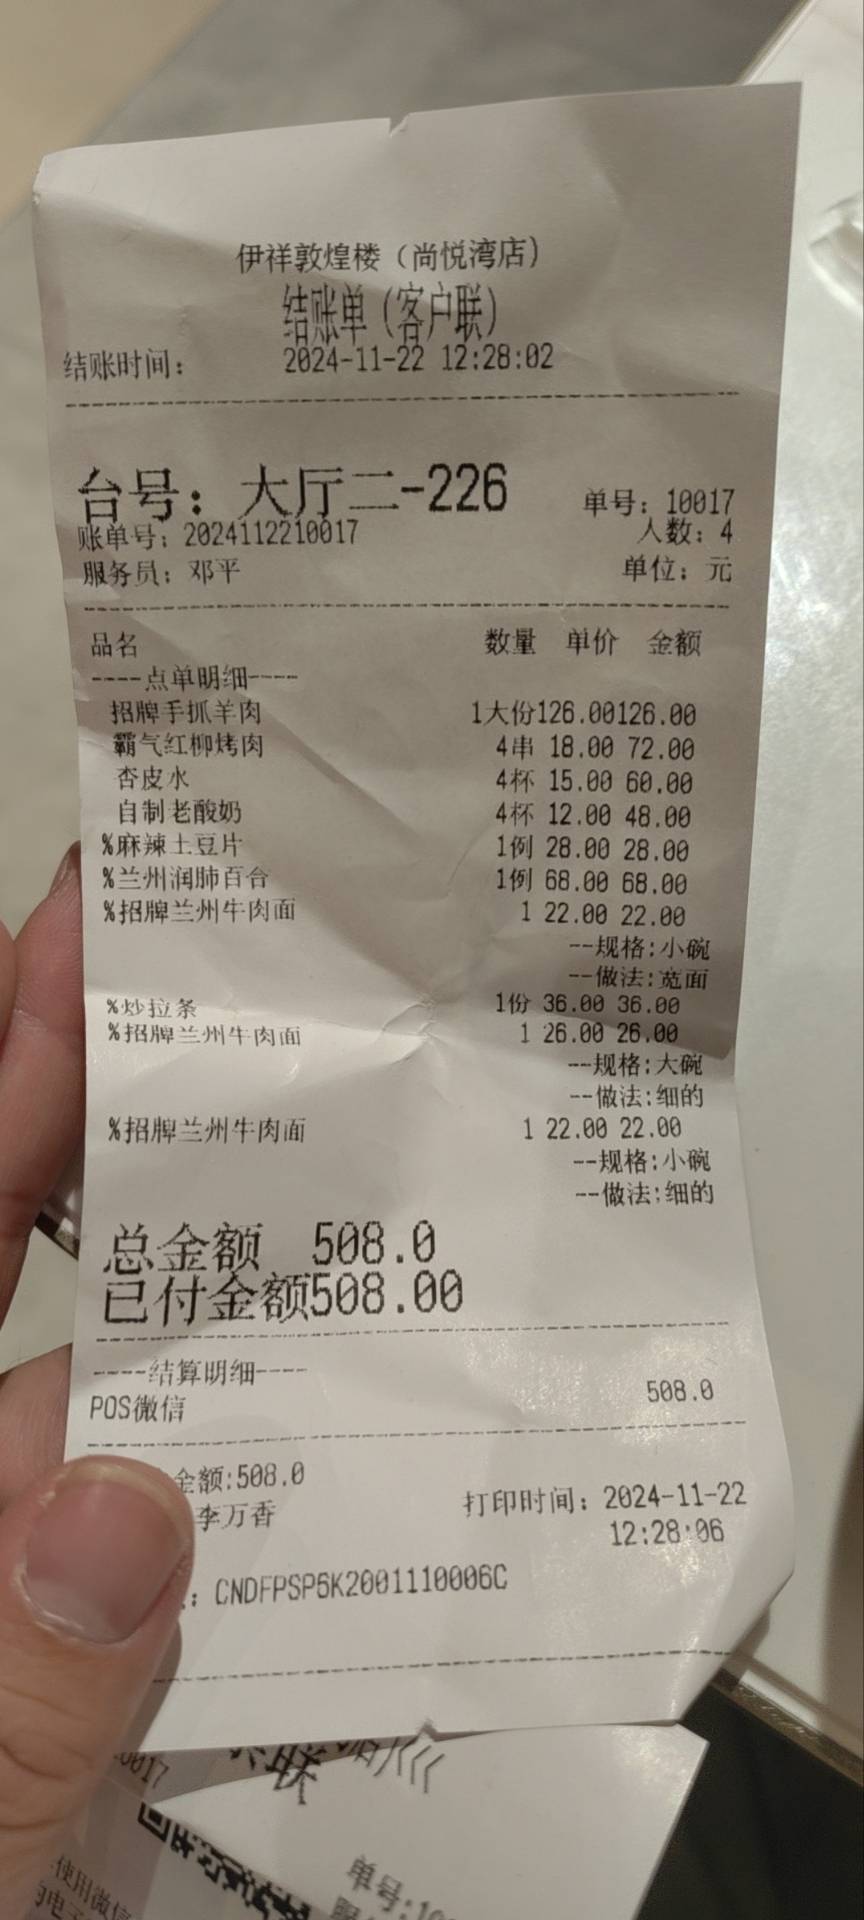 伊祥敦煌楼（尚悦湾店）
结账单（客户联）
结账时间： 2024-11-22 12:28:02
台号：大厅二-226 单号：10017
账单号：2024112210017 人数：4
服务员：邓平 单位：元
品名 数量 单价 金额
----点单明细----
招牌手抓羊肉 1大份126.00126.00
霸气红柳烤肉 4串 18.00 72.00
杏皮水 4杯 15.00 60.00
自制老酸奶 4杯 12.00 48.00
%麻辣土豆片 1例 28.00 28.00
%兰州润肺百合 1例 68.00 68.00
%招牌兰州牛肉面 1 22.00 22.00
--规格:小碗
--做法:宽面
%炒拉条 1份 36.00 36.00
%招牌兰州牛肉面 1 26.00 26.00
--规格:大碗
--做法:细的
%招牌兰州牛肉面 1 22.00 22.00
--规格:小碗
--做法:细的
总金额 508.0
已付金额508.00
----结算明细----
POS微信 508.0
金额:508.0
李万香 打印时间：2024-11-22
12:28:06
: CNDFPSP6K2001110006C
0017
联
单号:10
使用微信
电子